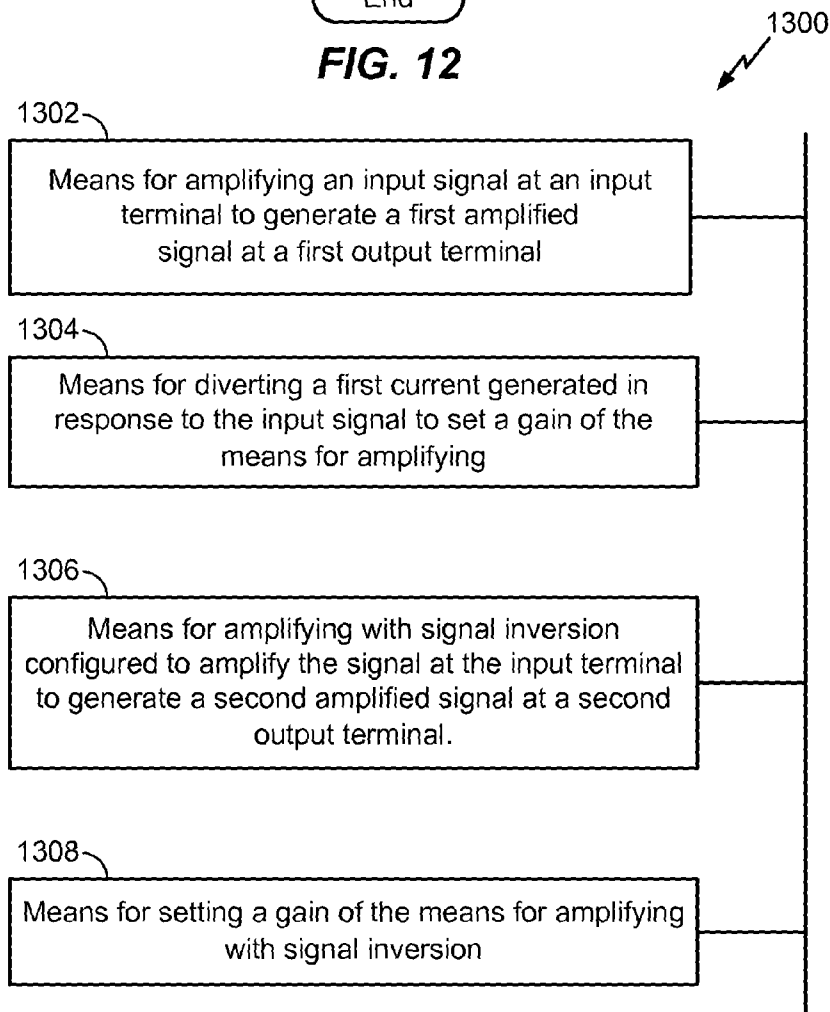 End
FIG. 12
1300
1302
Means for amplifying an input signal at an input
terminal to generate a first amplified
signal at a first output terminal
1304
Means for diverting a first current generated in
response to the input signal to set a gain of the
means for amplifying
1306
Means for amplifying with signal inversion
configured to amplify the signal at the input terminal
to generate a second amplified signal at a second
output terminal.
1308
Means for setting a gain of the means for amplifying
with signal inversion